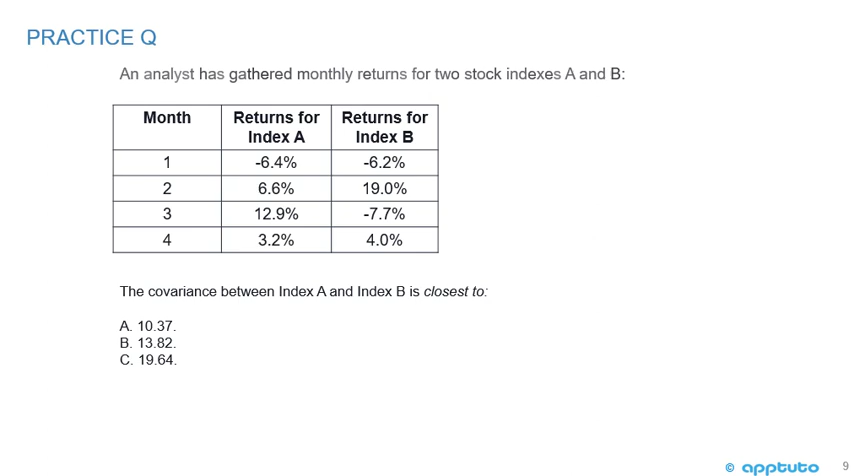 PRACTICE Q
An analyst has gathered monthly returns for two stock indexes A and B:
Month Returns for Index A Returns for Index B
1 -6.4% -6.2%
2 6.6% 19.0%
3 12.9% -7.7%
4 3.2% 4.0%
The covariance between Index A and Index B is closest to:
A. 10.37.
B. 13.82.
C. 19.64.
© apptuto 9